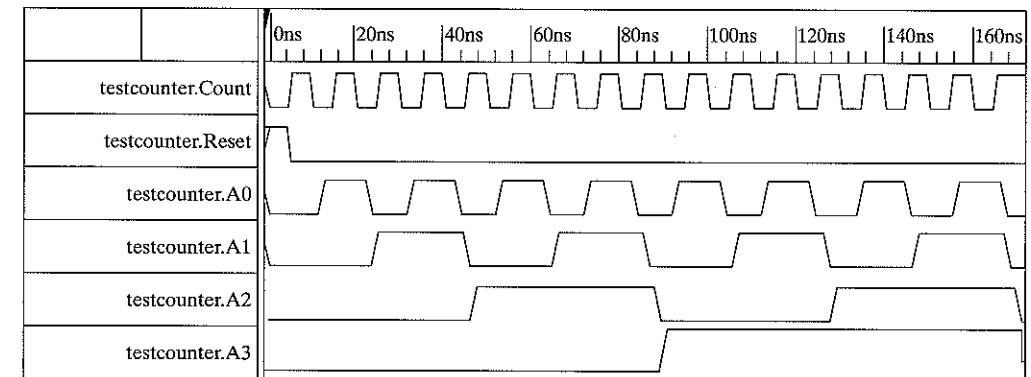 0ns 20ns 40ns 60ns 80ns 100ns 120ns 140ns 160ns
testcounter.Count
testcounter.Reset
testcounter.A0
testcounter.A1
testcounter.A2
testcounter.A3